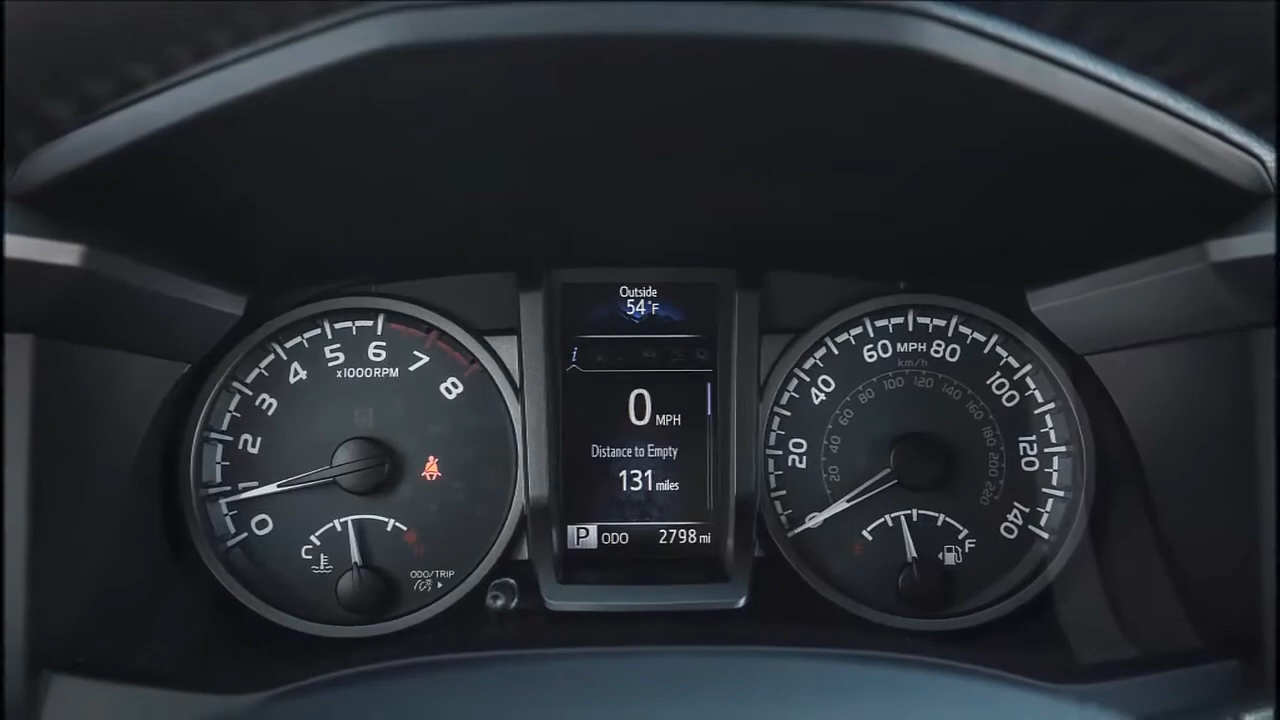 0
1
2
3
4
5
6
7
8
x1000RPM
C
ODO/TRIP
Outside
54°F
i
0 MPH
Distance to Empty
131 miles
P ODO 2798 mi
0
20
40
60
80
100
120
140
MPH
km/h
20
40
60
80
100
120
140
160
180
200
220
E
F